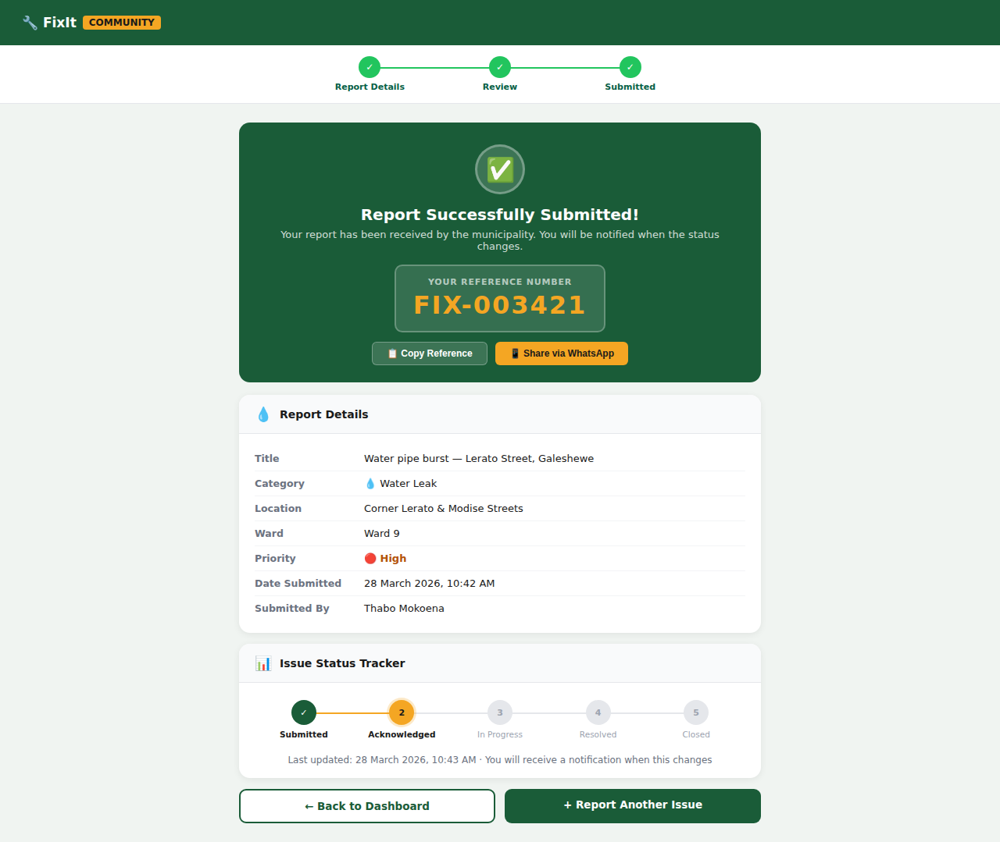 🔧 FixIt COMMUNITY
✓ ✓ ✓
Report Details Review Submitted
✅
Report Successfully Submitted!
Your report has been received by the municipality. You will be notified when the status
changes.
YOUR REFERENCE NUMBER
FIX-003421
📋 Copy Reference 📱 Share via WhatsApp
💧 Report Details
Title Water pipe burst — Lerato Street, Galeshewe
Category 💧 Water Leak
Location Corner Lerato & Modise Streets
Ward Ward 9
Priority 🔴 High
Date Submitted 28 March 2026, 10:42 AM
Submitted By Thabo Mokoena
📊 Issue Status Tracker
✓ 2 3 4 5
Submitted Acknowledged In Progress Resolved Closed
Last updated: 28 March 2026, 10:43 AM · You will receive a notification when this changes
← Back to Dashboard + Report Another Issue